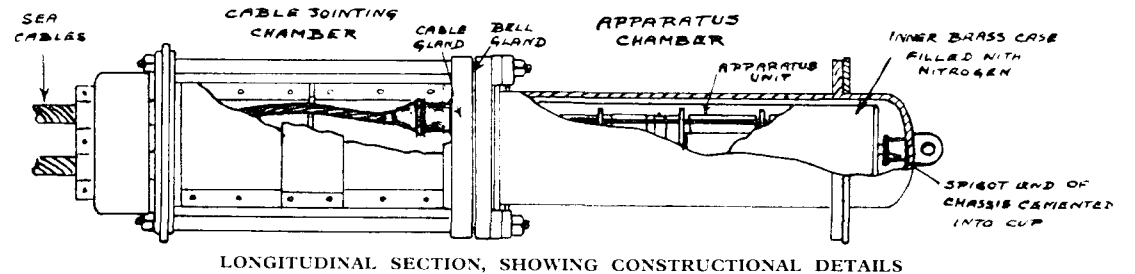 SEA
CABLES
CABLE JOINTING
CHAMBER
CABLE
GLAND
BELL
GLAND
APPARATUS
CHAMBER
APPARATUS
UNIT
INNER BRASS CASE
FILLED WITH
NITROGEN
SPIGOT END OF
CHASSIS CEMENTED
INTO CUP
LONGITUDINAL SECTION, SHOWING CONSTRUCTIONAL DETAILS